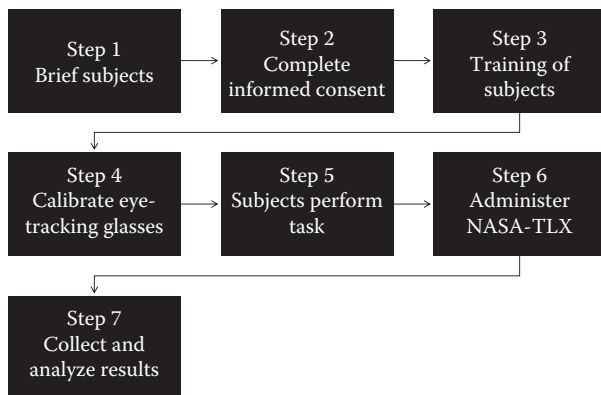 Step 1
Brief subjects
Step 2
Complete
informed consent
Step 3
Training of
subjects
Step 4
Calibrate eye-
tracking glasses
Step 5
Subjects perform
task
Step 6
Administer
NASA-TLX
Step 7
Collect and
analyze results